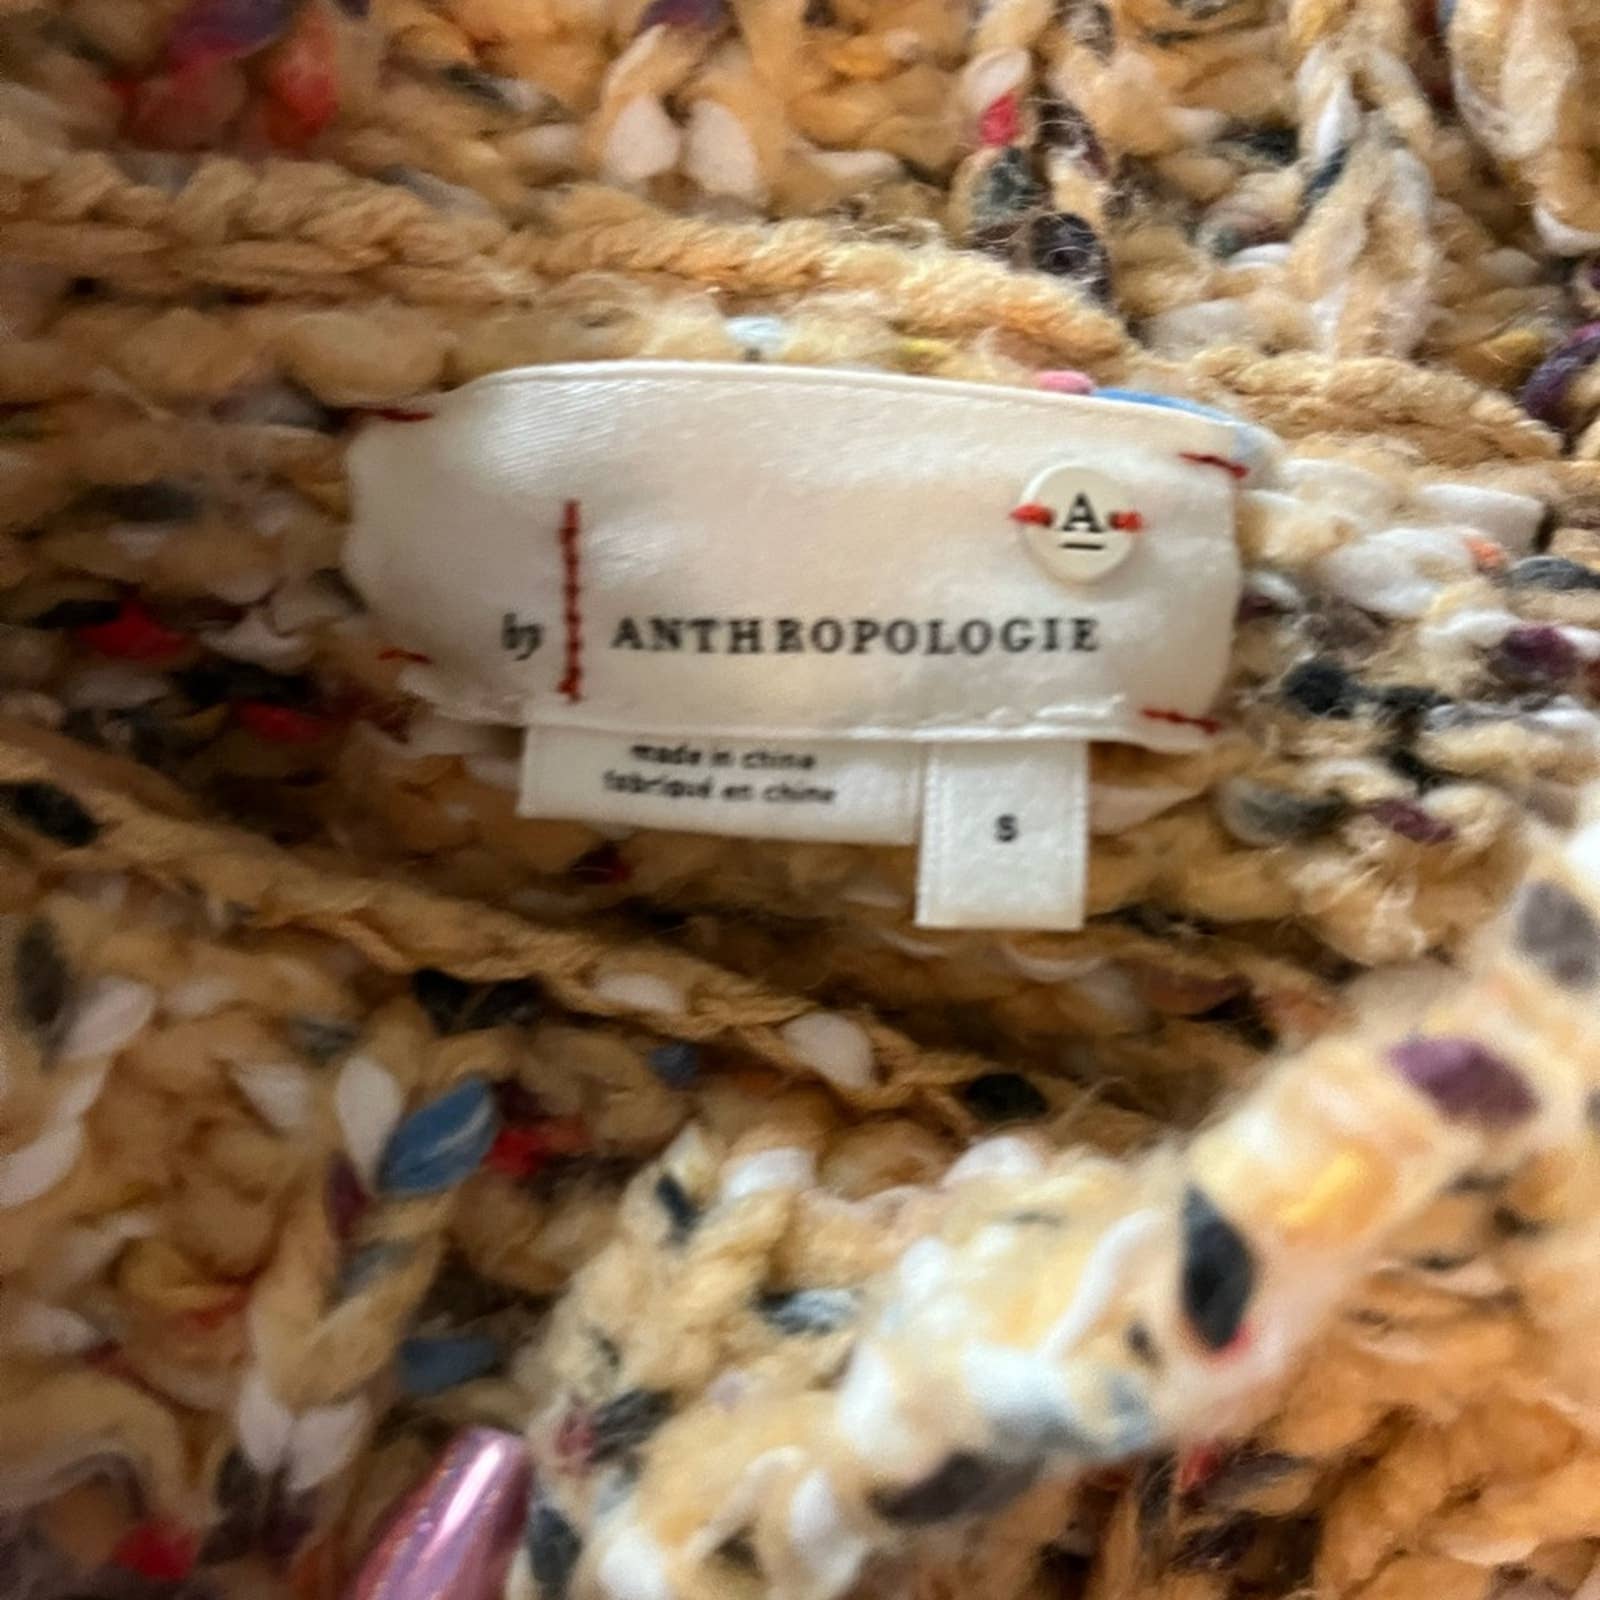 A
by ANTHROPOLOGIE
made in china
fabriqué en chine
S